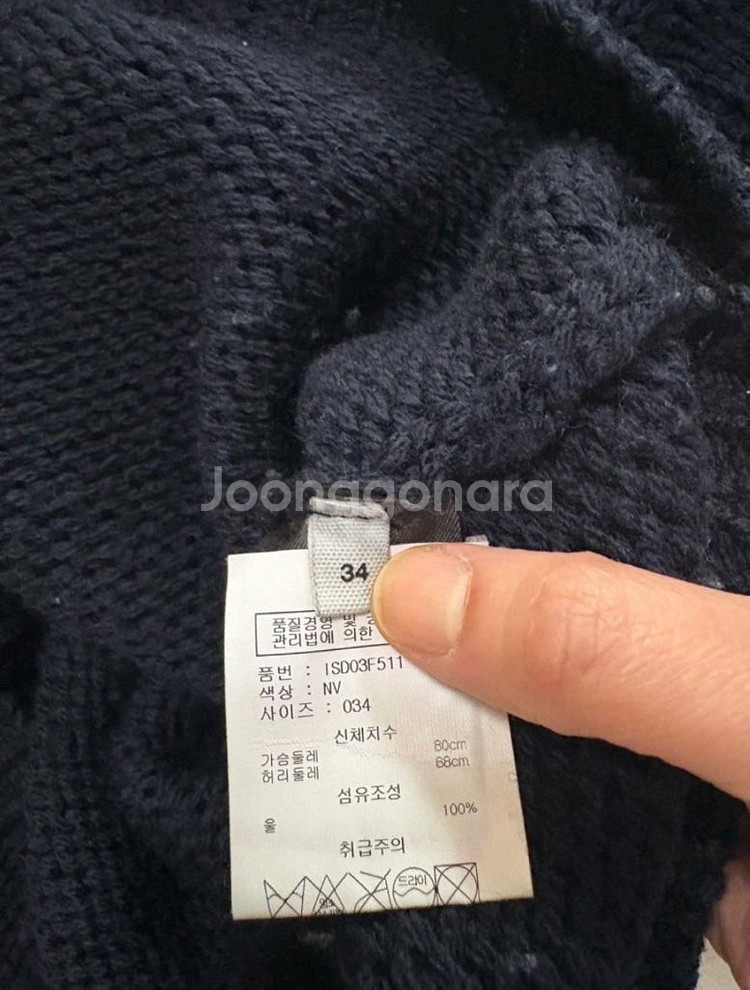 Joonggonara
34
품질경영 및
관리법에 의한
품번 : ISD03F511
색상 : NV
사이즈 : 034
신체치수
가슴둘레 80cm
허리둘레 68cm
섬유조성
울 100%
취급주의
드라이